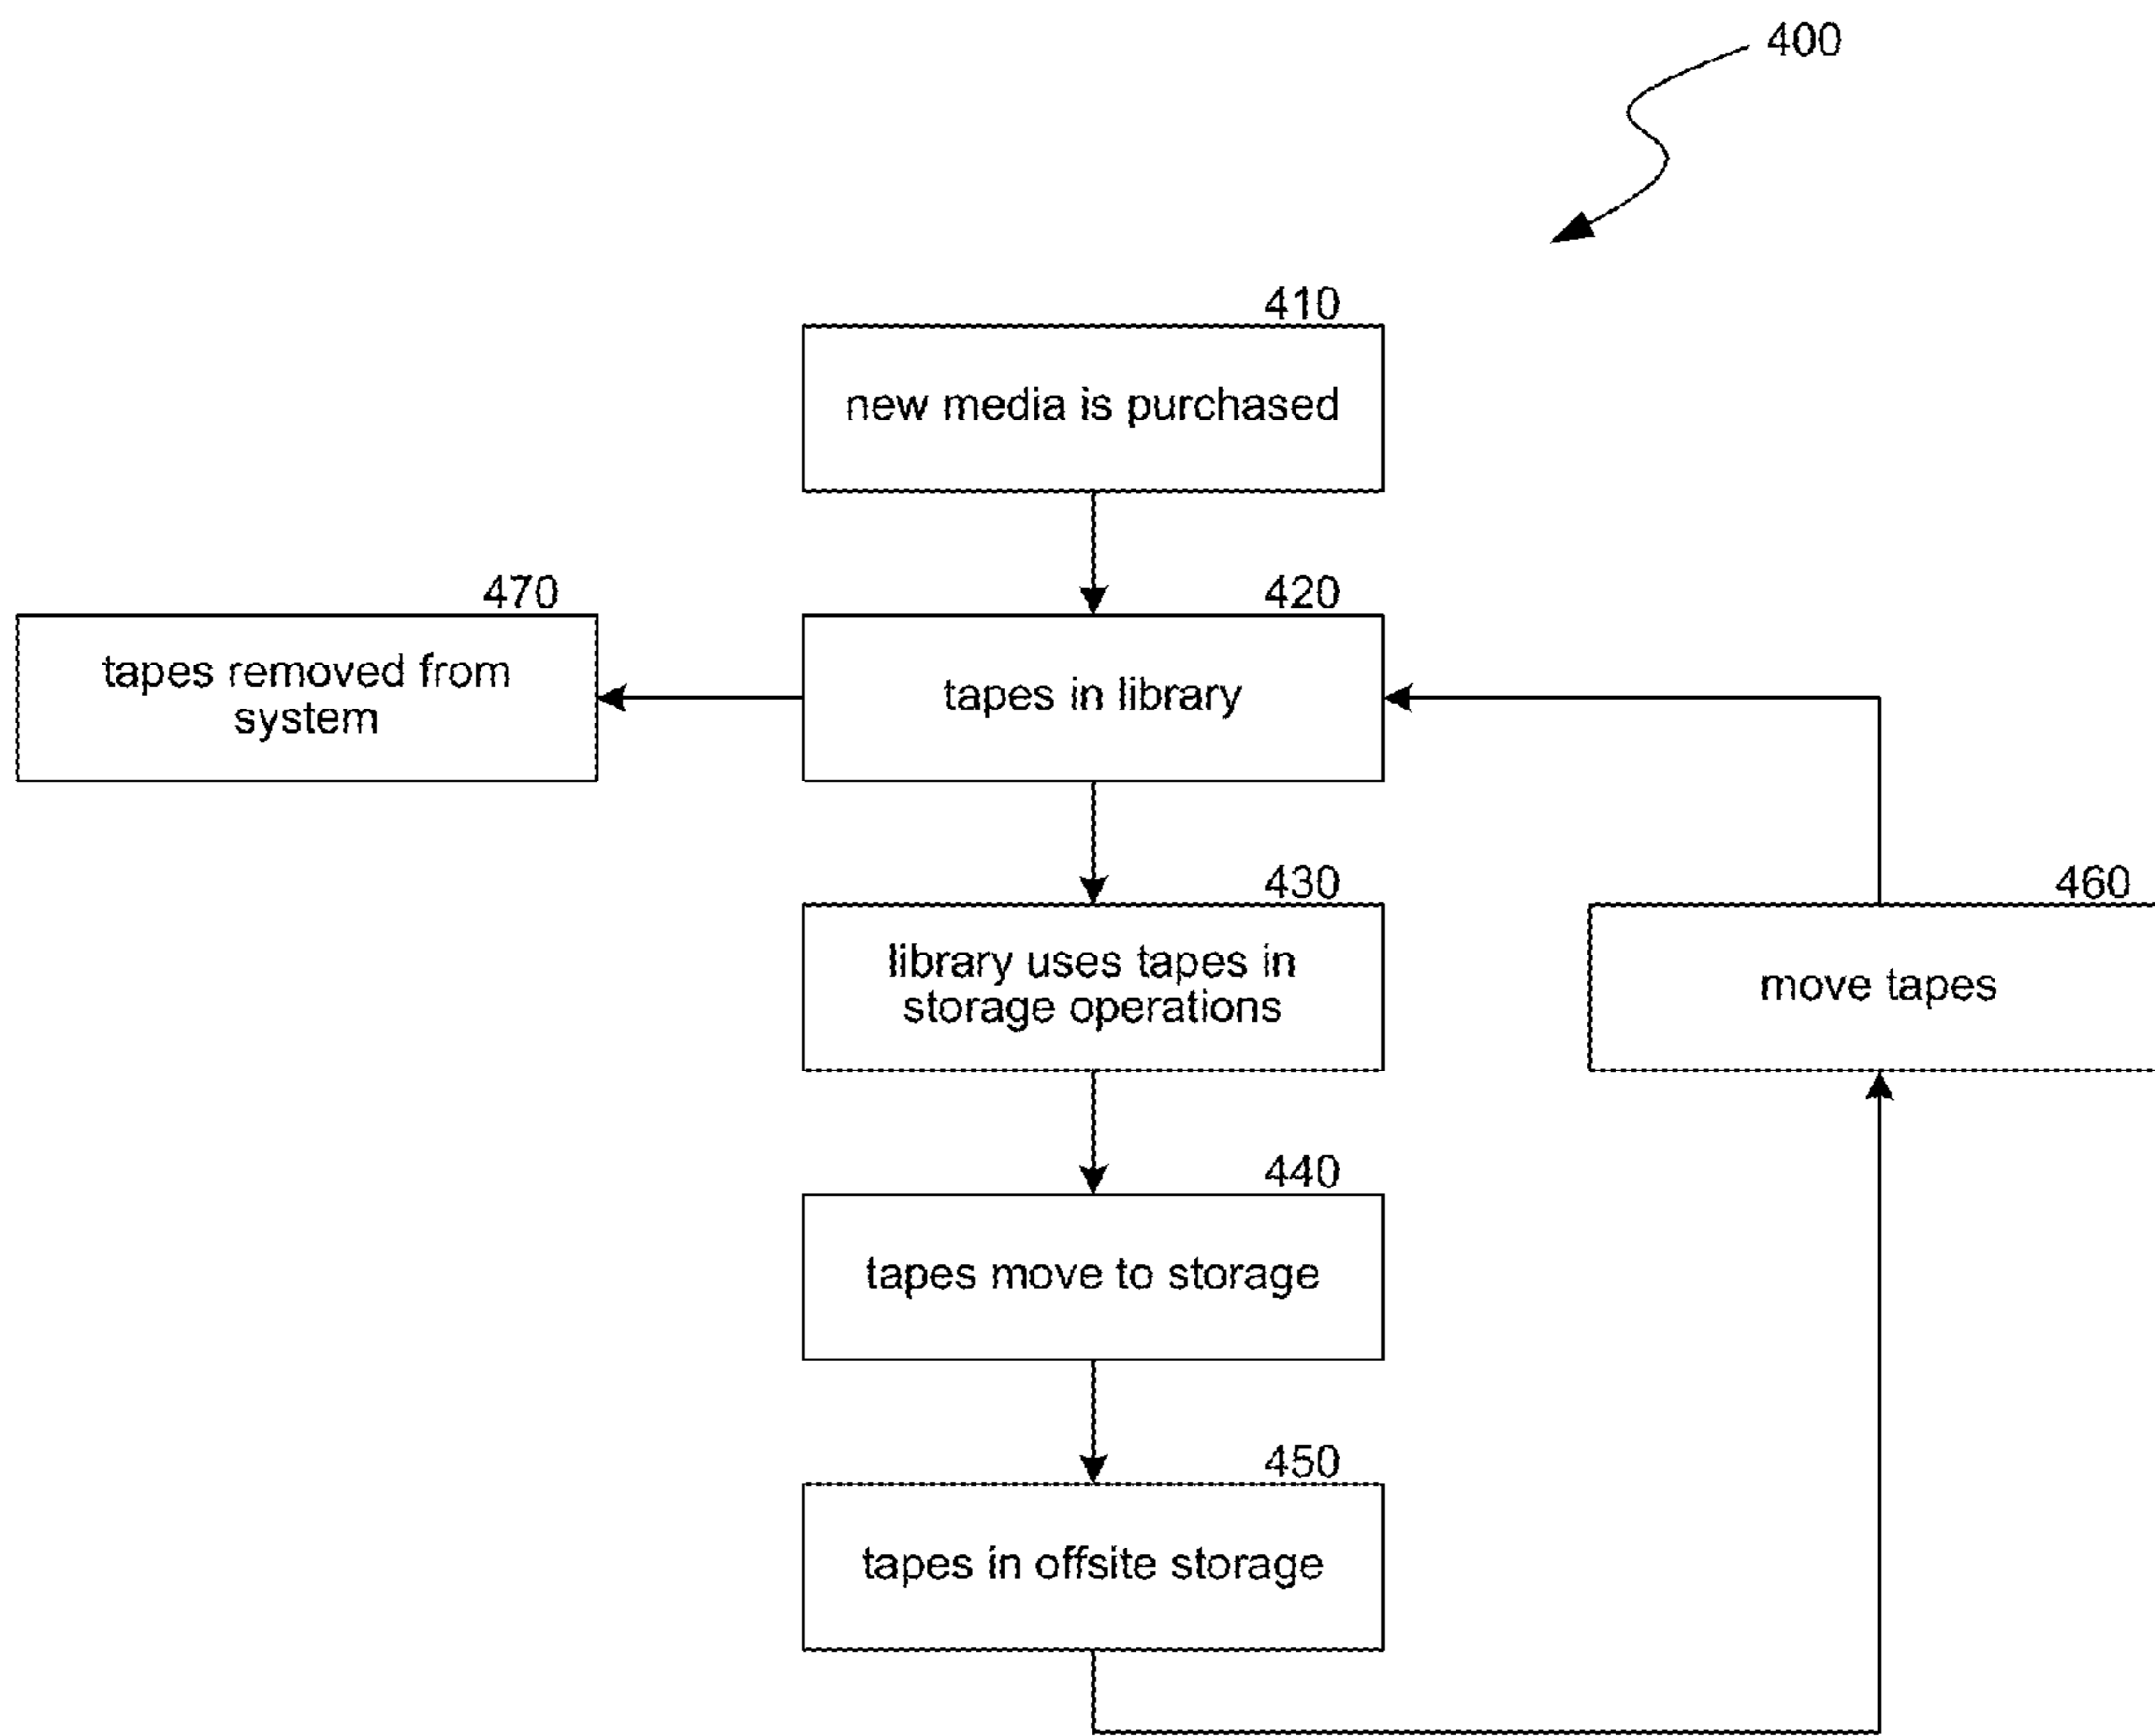 400
410
new media is purchased
470
tapes removed from
system
420
tapes in library
430
library uses tapes in
storage operations
460
move tapes
440
tapes move to storage
450
tapes in offsite storage